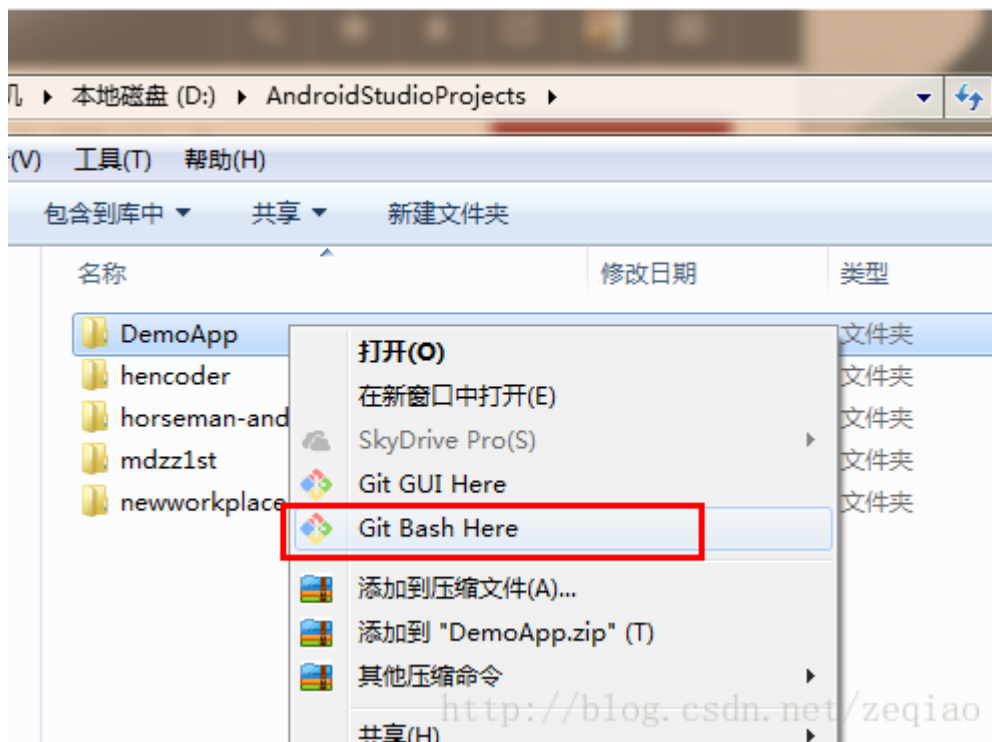 本地磁盘 (D:) AndroidStudioProjects
(V) 工具(T) 帮助(H)
包含到库中 共享 新建文件夹
名称 修改日期 类型
DemoApp 文件夹
hencoder 文件夹
horseman-and 文件夹
mdzz1st 文件夹
newworkplace 文件夹
打开(O)
在新窗口中打开(E)
SkyDrive Pro(S)
Git GUI Here
Git Bash Here
添加到压缩文件(A)...
添加到 "DemoApp.zip" (T)
其他压缩命令
共享(H)
http://blog.csdn.net/zeqiao